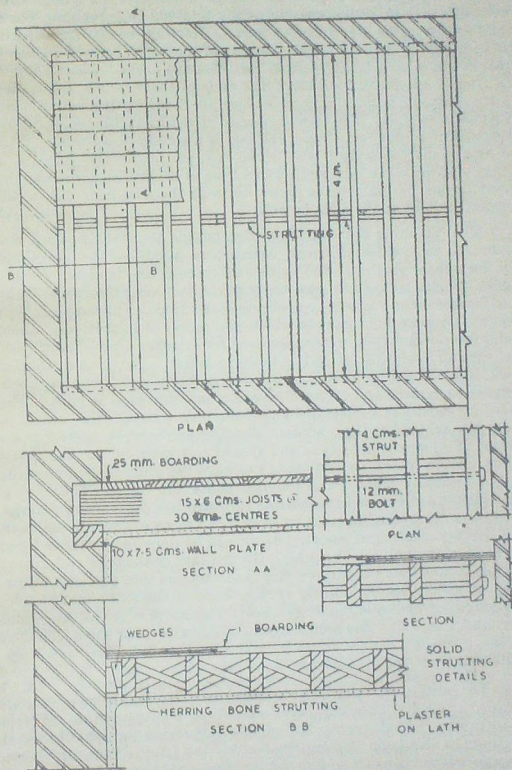 A
A
4 m.
STRUTTING
B
B
PLAN
25 mm. BOARDING
15 x 6 Cms. JOISTS @
30 Cms. CENTRES
10 x 7·5 Cms. WALL PLATE
SECTION AA
4 Cms.
STRUT
12 mm.
BOLT
PLAN
SECTION
SOLID
STRUTTING
DETAILS
WEDGES
BOARDING
HERRING BONE STRUTTING
SECTION BB
PLASTER
ON LATH